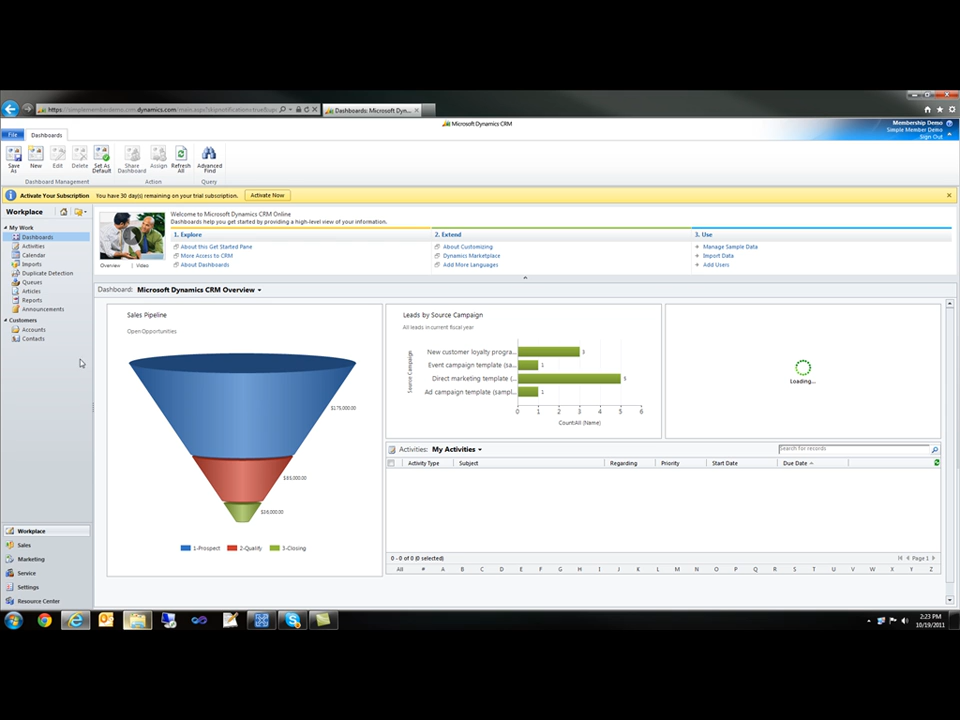 https://simplememberdemo.crm.dynamics.com/main.aspx?
Dashboards: Microsoft Dyn...
Microsoft Dynamics CRM
Membership Demo
Simple Member Demo
Sign Out
File
Dashboards
Save As
New
Edit
Delete
Set As Default
Share Dashboard
Assign
Refresh All
Advanced Find
Dashboard Management
Action
Query
Activate Your Subscription You have 30 day(s) remaining on your trial subscription. Activate Now
Workplace
My Work
Dashboards
Activities
Calendar
Imports
Duplicate Detection
Queues
Articles
Reports
Announcements
Customers
Accounts
Contacts
Workplace
Sales
Marketing
Service
Settings
Resource Center
Welcome to Microsoft Dynamics CRM Online
Dashboards help you get started by providing a high-level view of your information.
Overview | Video
1. Explore
About this Get Started Pane
More Access to CRM
About Dashboards
2. Extend
About Customizing
Dynamics Marketplace
Add More Languages
3. Use
Manage Sample Data
Import Data
Add Users
Dashboard: Microsoft Dynamics CRM Overview
Sales Pipeline
Open Opportunities
$175,000.00
$36,000.00
1-Prospect 2-Qualify 3-Closing
Leads by Source Campaign
All leads in current fiscal year
Source Campaign
New customer loyalty progra... 3
Event campaign template (sa... 1
Direct marketing template (... 5
Ad campaign template (sampl... 1
0 1 2 3 4 5 6
Count:All (Name)
Loading...
Activities: My Activities
Search for records
Activity Type Subject Regarding Priority Start Date Due Date
0 - 0 of 0 (0 selected)
Page 1
All # A B C D E F G H I J K L M N O P Q R S T U V W X Y Z
2:23 PM
10/19/2011